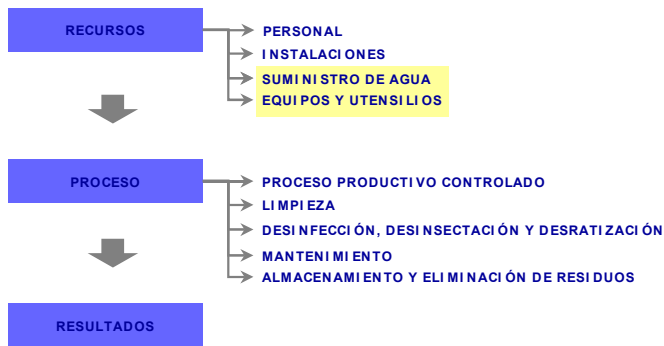 RECURSOS
PERSONAL
INSTALACIONES
SUMINISTRO DE AGUA
EQUIPOS Y UTENSILIOS
PROCESO
PROCESO PRODUCTIVO CONTROLADO
LIMPIEZA
DESINFECCIÓN, DESINSECTACIÓN Y DESRATIZACIÓN
MANTENIMIENTO
ALMACENAMIENTO Y ELIMINACIÓN DE RESIDUOS
RESULTADOS